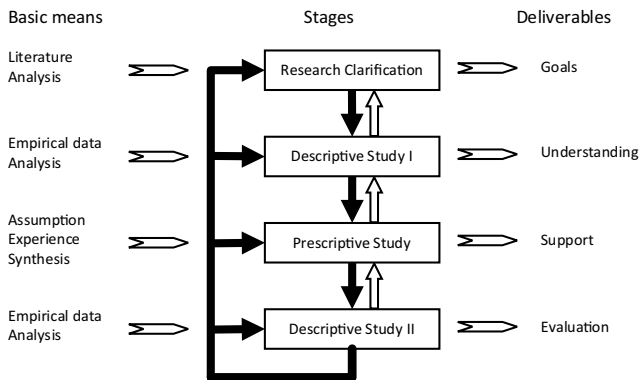 Basic means
Stages
Deliverables
Literature
Analysis
Research Clarification
Goals
Empirical data
Analysis
Descriptive Study I
Understanding
Assumption
Experience
Synthesis
Prescriptive Study
Support
Empirical data
Analysis
Descriptive Study II
Evaluation